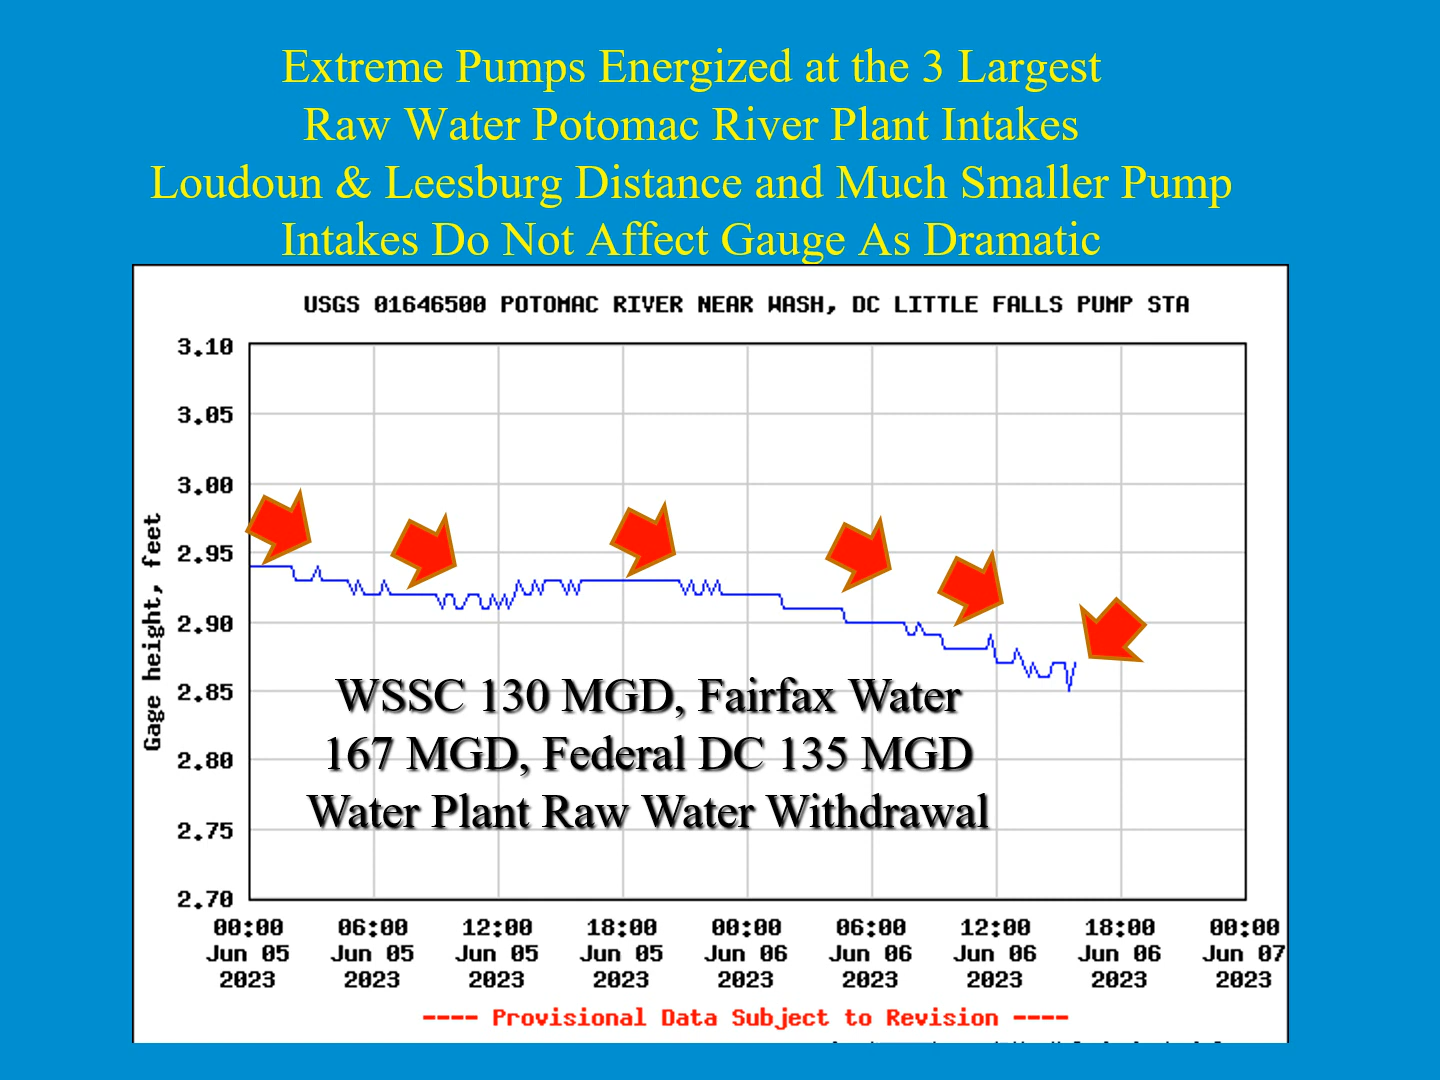 Extreme Pumps Energized at the 3 Largest
Raw Water Potomac River Plant Intakes
Loudoun & Leesburg Distance and Much Smaller Pump
Intakes Do Not Affect Gauge As Dramatic
USGS 01646500 POTOMAC RIVER NEAR WASH, DC LITTLE FALLS PUMP STA
Gage height, feet
3.10
3.05
3.00
2.95
2.90
2.85
2.80
2.75
2.70
WSSC 130 MGD, Fairfax Water
167 MGD, Federal DC 135 MGD
Water Plant Raw Water Withdrawal
00:00 06:00 12:00 18:00 00:00 06:00 12:00 18:00 00:00
Jun 05 Jun 05 Jun 05 Jun 05 Jun 06 Jun 06 Jun 06 Jun 06 Jun 07
2023 2023 2023 2023 2023 2023 2023 2023 2023
---- Provisional Data Subject to Revision ----